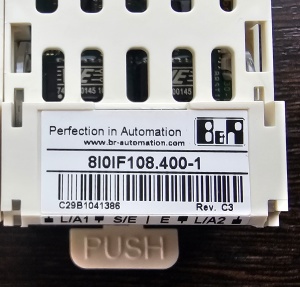 Perfection in Automation
www.br-automation.com
B&R
8I0IF108.400-1
C29B1041386 Rev. C3
L/A1 S/E | E L/A2
PUSH